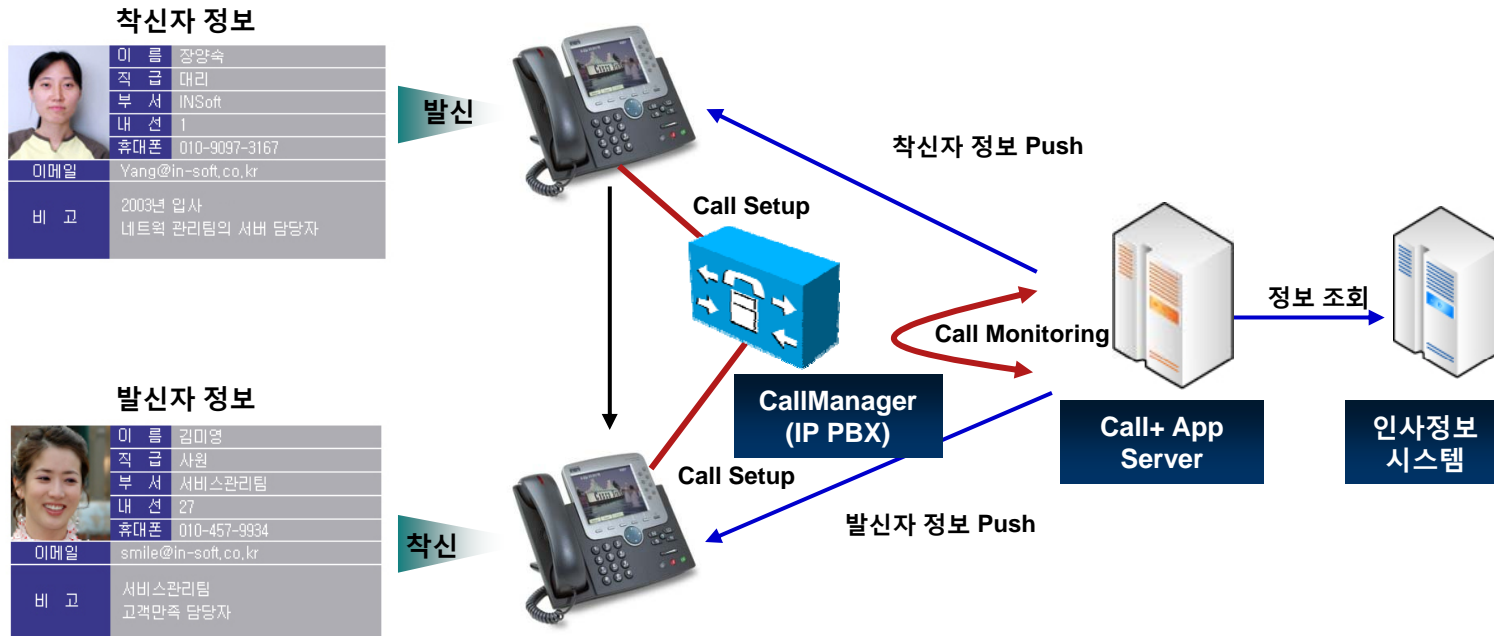 착신자 정보
이 름 장양숙
직 급 대리
부 서 INSoft
내 선 1
휴대폰 010-9097-3167
이메일 Yang@in-soft.co.kr
비 고
2003년 입사
네트웍 관리팀의 서버 담당자
발신
착신자 정보 Push
Call Setup
정보 조회
Call Monitoring
CallManager
(IP PBX)
Call+ App
Server
인사정보
시스템
Call Setup
발신자 정보 Push
발신자 정보
이 름 김미영
직 급 사원
부 서 서비스관리팀
내 선 27
휴대폰 010-457-9934
이메일 smile@in-soft.co.kr
비 고
서비스관리팀
고객만족 담당자
착신